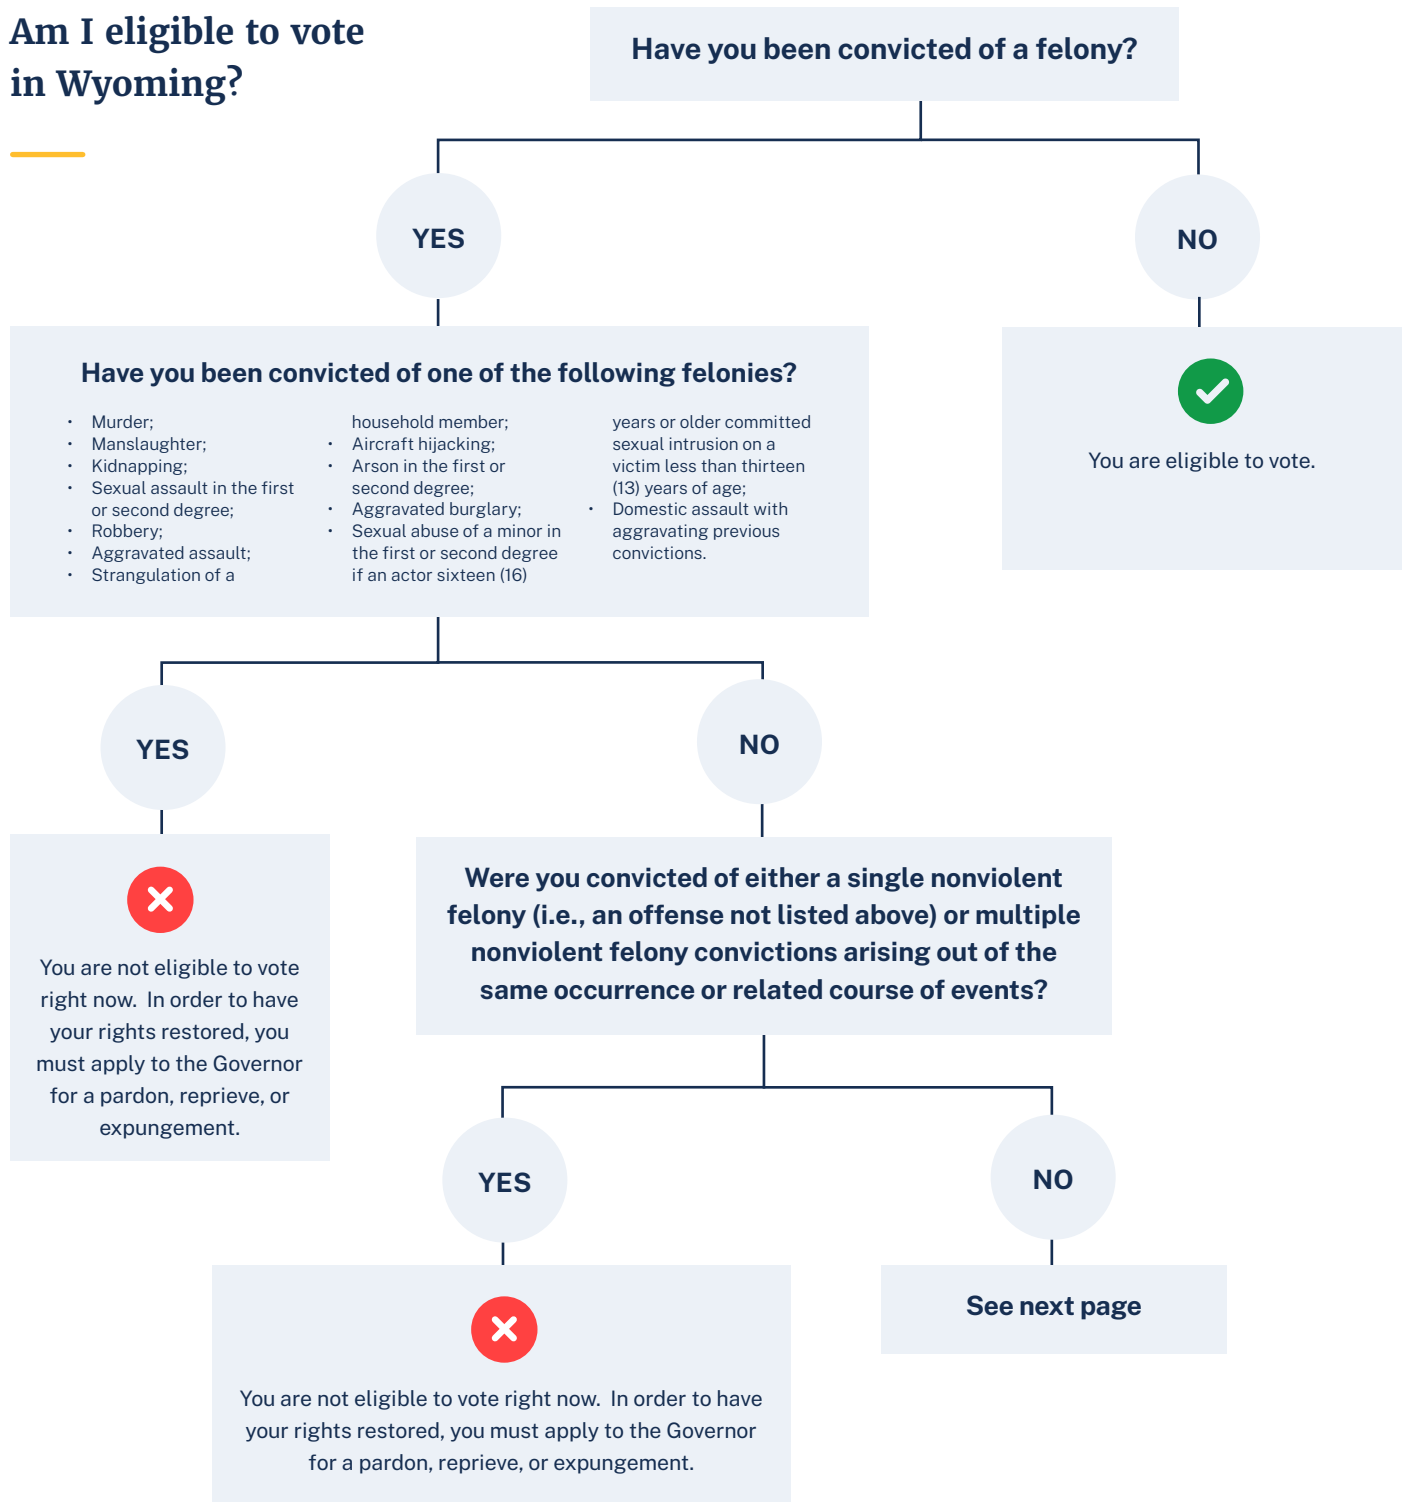 Am I eligible to vote
in Wyoming?
Have you been convicted of a felony?
YES
NO
Have you been convicted of one of the following felonies?
• Murder;
• Manslaughter;
• Kidnapping;
• Sexual assault in the first
or second degree;
• Robbery;
• Aggravated assault;
• Strangulation of a
household member;
• Aircraft hijacking;
• Arson in the first or
second degree;
• Aggravated burglary;
• Sexual abuse of a minor in
the first or second degree
if an actor sixteen (16)
years or older committed
sexual intrusion on a
victim less than thirteen
(13) years of age;
• Domestic assault with
aggravating previous
convictions.
You are eligible to vote.
YES
NO
You are not eligible to vote
right now. In order to have
your rights restored, you
must apply to the Governor
for a pardon, reprieve, or
expungement.
Were you convicted of either a single nonviolent
felony (i.e., an offense not listed above) or multiple
nonviolent felony convictions arising out of the
same occurrence or related course of events?
YES
NO
You are not eligible to vote right now. In order to have
your rights restored, you must apply to the Governor
for a pardon, reprieve, or expungement.
See next page